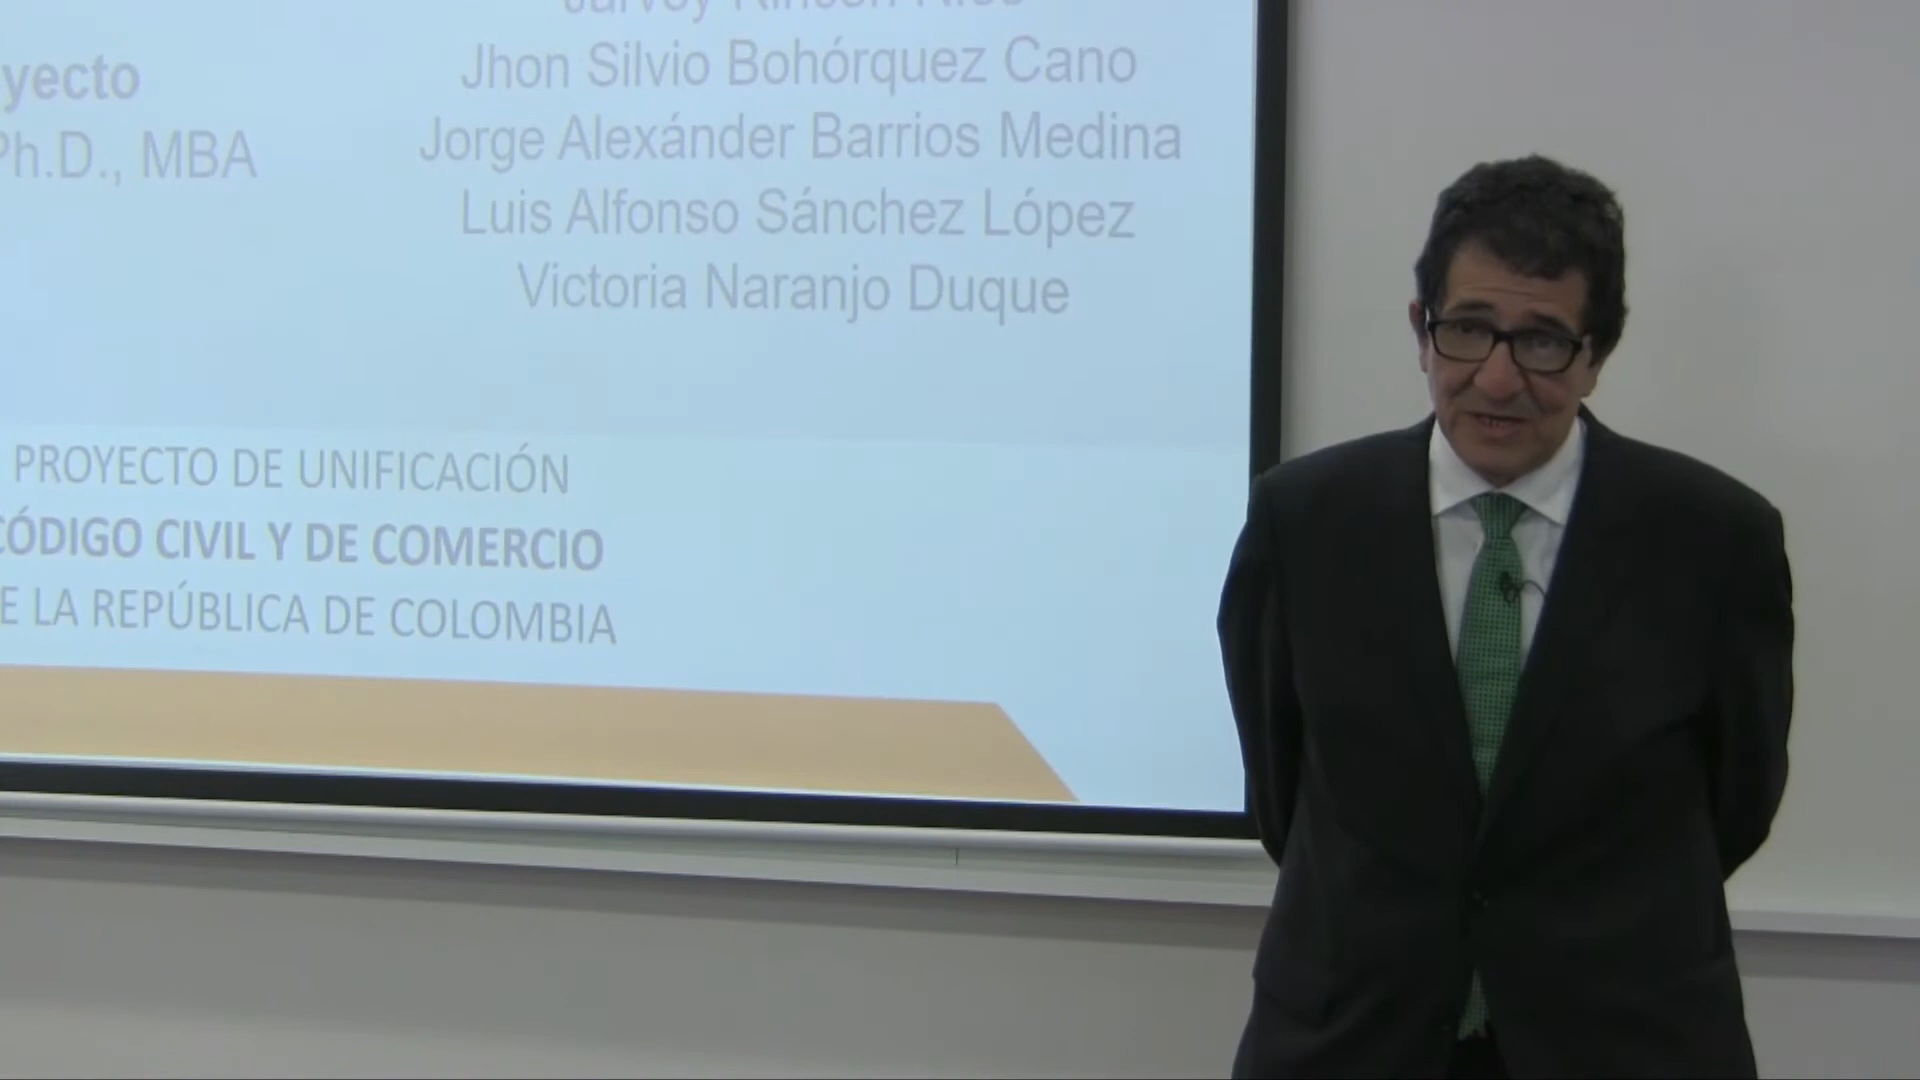 yecto
Ph.D., MBA
Jhon Silvio Bohórquez Cano
Jorge Alexánder Barrios Medina
Luis Alfonso Sánchez López
Victoria Naranjo Duque
PROYECTO DE UNIFICACIÓN
CÓDIGO CIVIL Y DE COMERCIO
E LA REPÚBLICA DE COLOMBIA